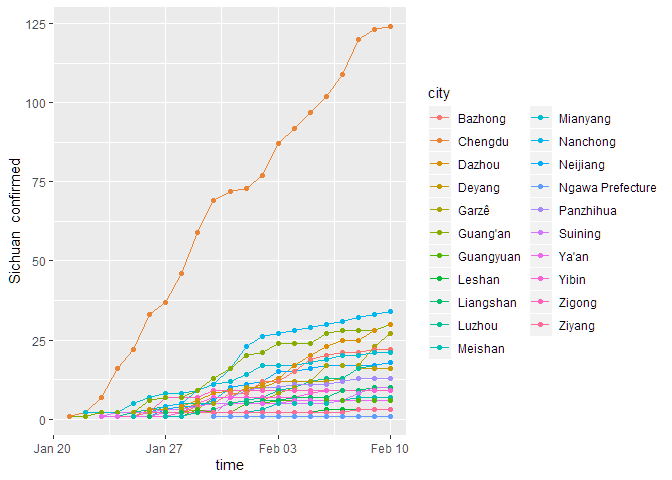 125
100
75
50
25
0
Sichuan confirmed
Jan 20
Jan 27
Feb 03
Feb 10
time
city
Bazhong
Chengdu
Dazhou
Deyang
Garzê
Guang'an
Guangyuan
Leshan
Liangshan
Luzhou
Meishan
Mianyang
Nanchong
Neijiang
Ngawa Prefecture
Panzhihua
Suining
Ya'an
Yibin
Zigong
Ziyang